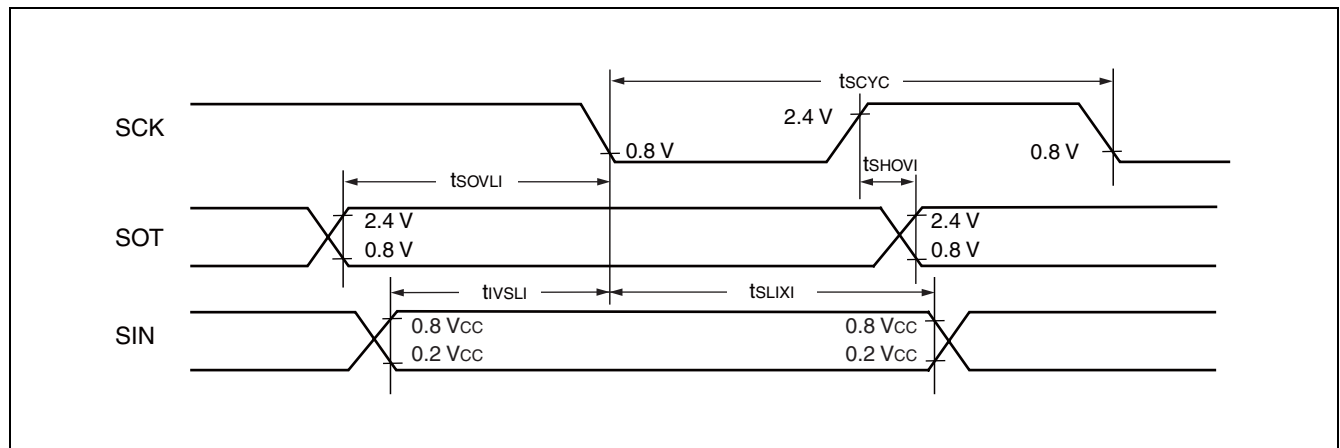 tSCYC
SCK
2.4 V
0.8 V
0.8 V
tSHOVI
tSOVLI
SOT
2.4 V
2.4 V
0.8 V
0.8 V
tIVSLI
tSLIXI
SIN
0.8 VCC
0.8 VCC
0.2 VCC
0.2 VCC